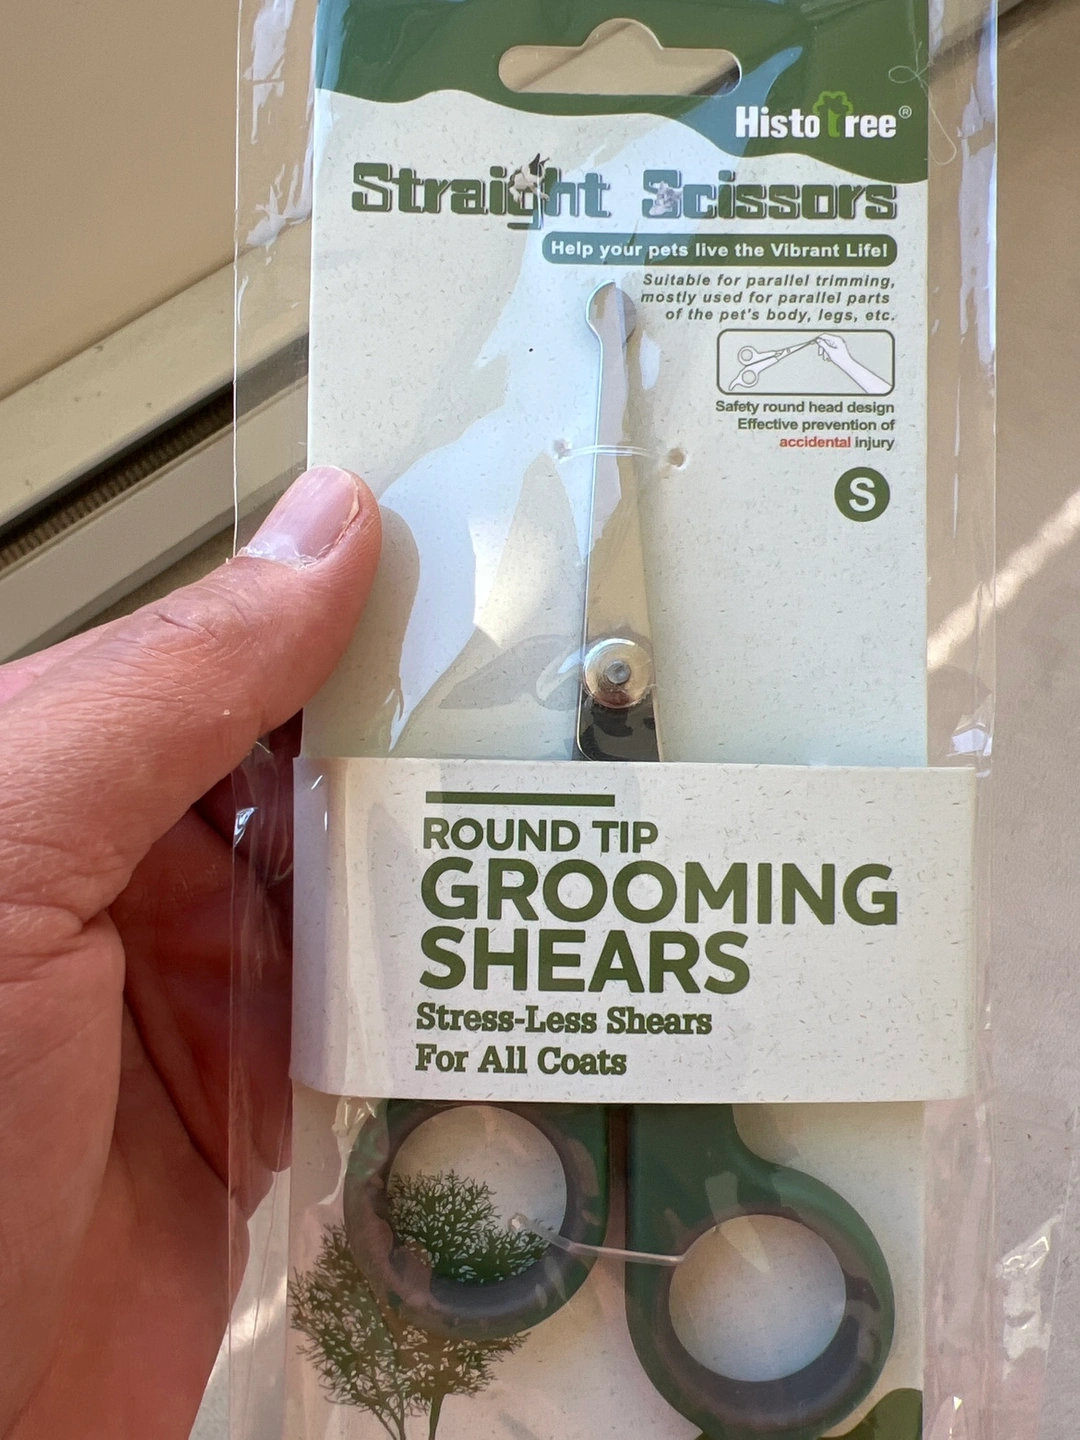 Histo tree®
Straight Scissors
Help your pets live the Vibrant Life!
Suitable for parallel trimming,
mostly used for parallel parts
of the pet's body, legs, etc.
Safety round head design
Effective prevention of
accidental injury
S
ROUND TIP
GROOMING
SHEARS
Stress-Less Shears
For All Coats